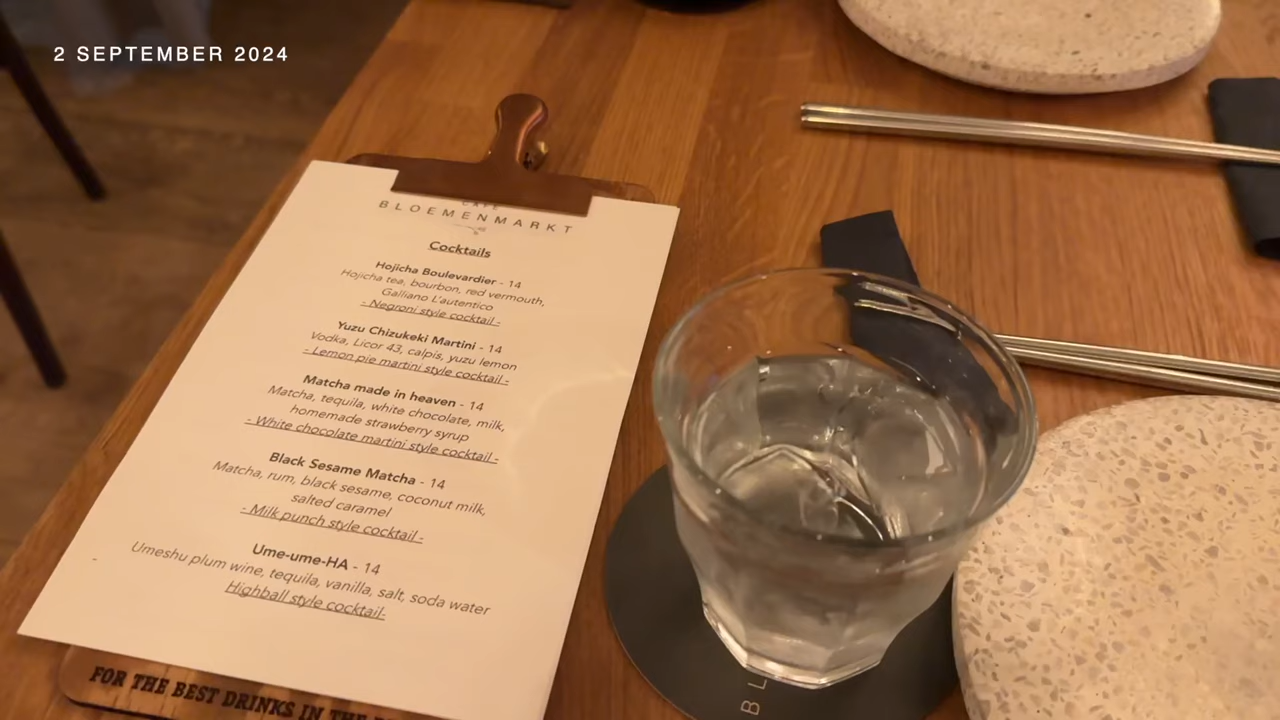 2 SEPTEMBER 2024
CAFE
BLOEMENMARKT
Cocktails
Hojicha Boulevardier - 14
Hojicha tea, bourbon, red vermouth,
Galliano L'autentico
- Negroni style cocktail -
Yuzu Chizukeki Martini - 14
Vodka, Licor 43, calpis, yuzu lemon
- Lemon pie martini style cocktail -
Matcha made in heaven - 14
Matcha, tequila, white chocolate, milk,
homemade strawberry syrup
- White chocolate martini style cocktail -
Black Sesame Matcha - 14
Matcha, rum, black sesame, coconut milk,
salted caramel
- Milk punch style cocktail -
Ume-ume-HA - 14
Umeshu plum wine, tequila, vanilla, salt, soda water
Highball style cocktail-
FOR THE BEST DRINKS IN THE
BL